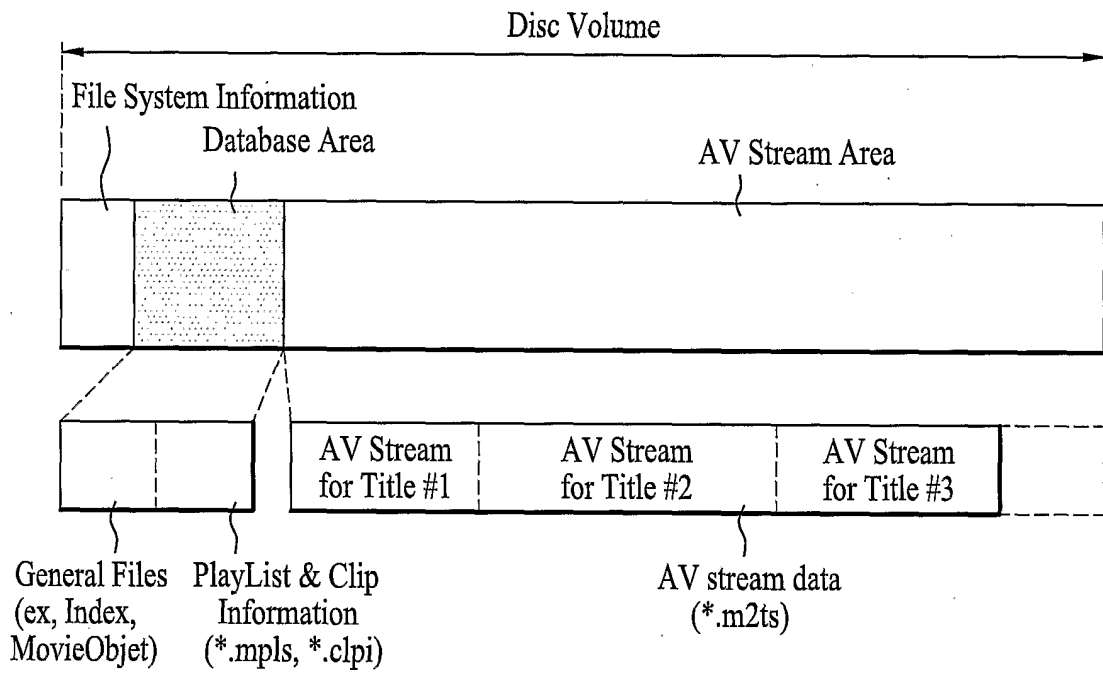 Disc Volume
File System Information
Database Area
AV Stream Area
AV Stream
for Title #1
AV Stream
for Title #2
AV Stream
for Title #3
General Files
(ex, Index,
MovieObjet)
PlayList & Clip
Information
(*.mpls, *.clpi)
AV stream data
(*.m2ts)